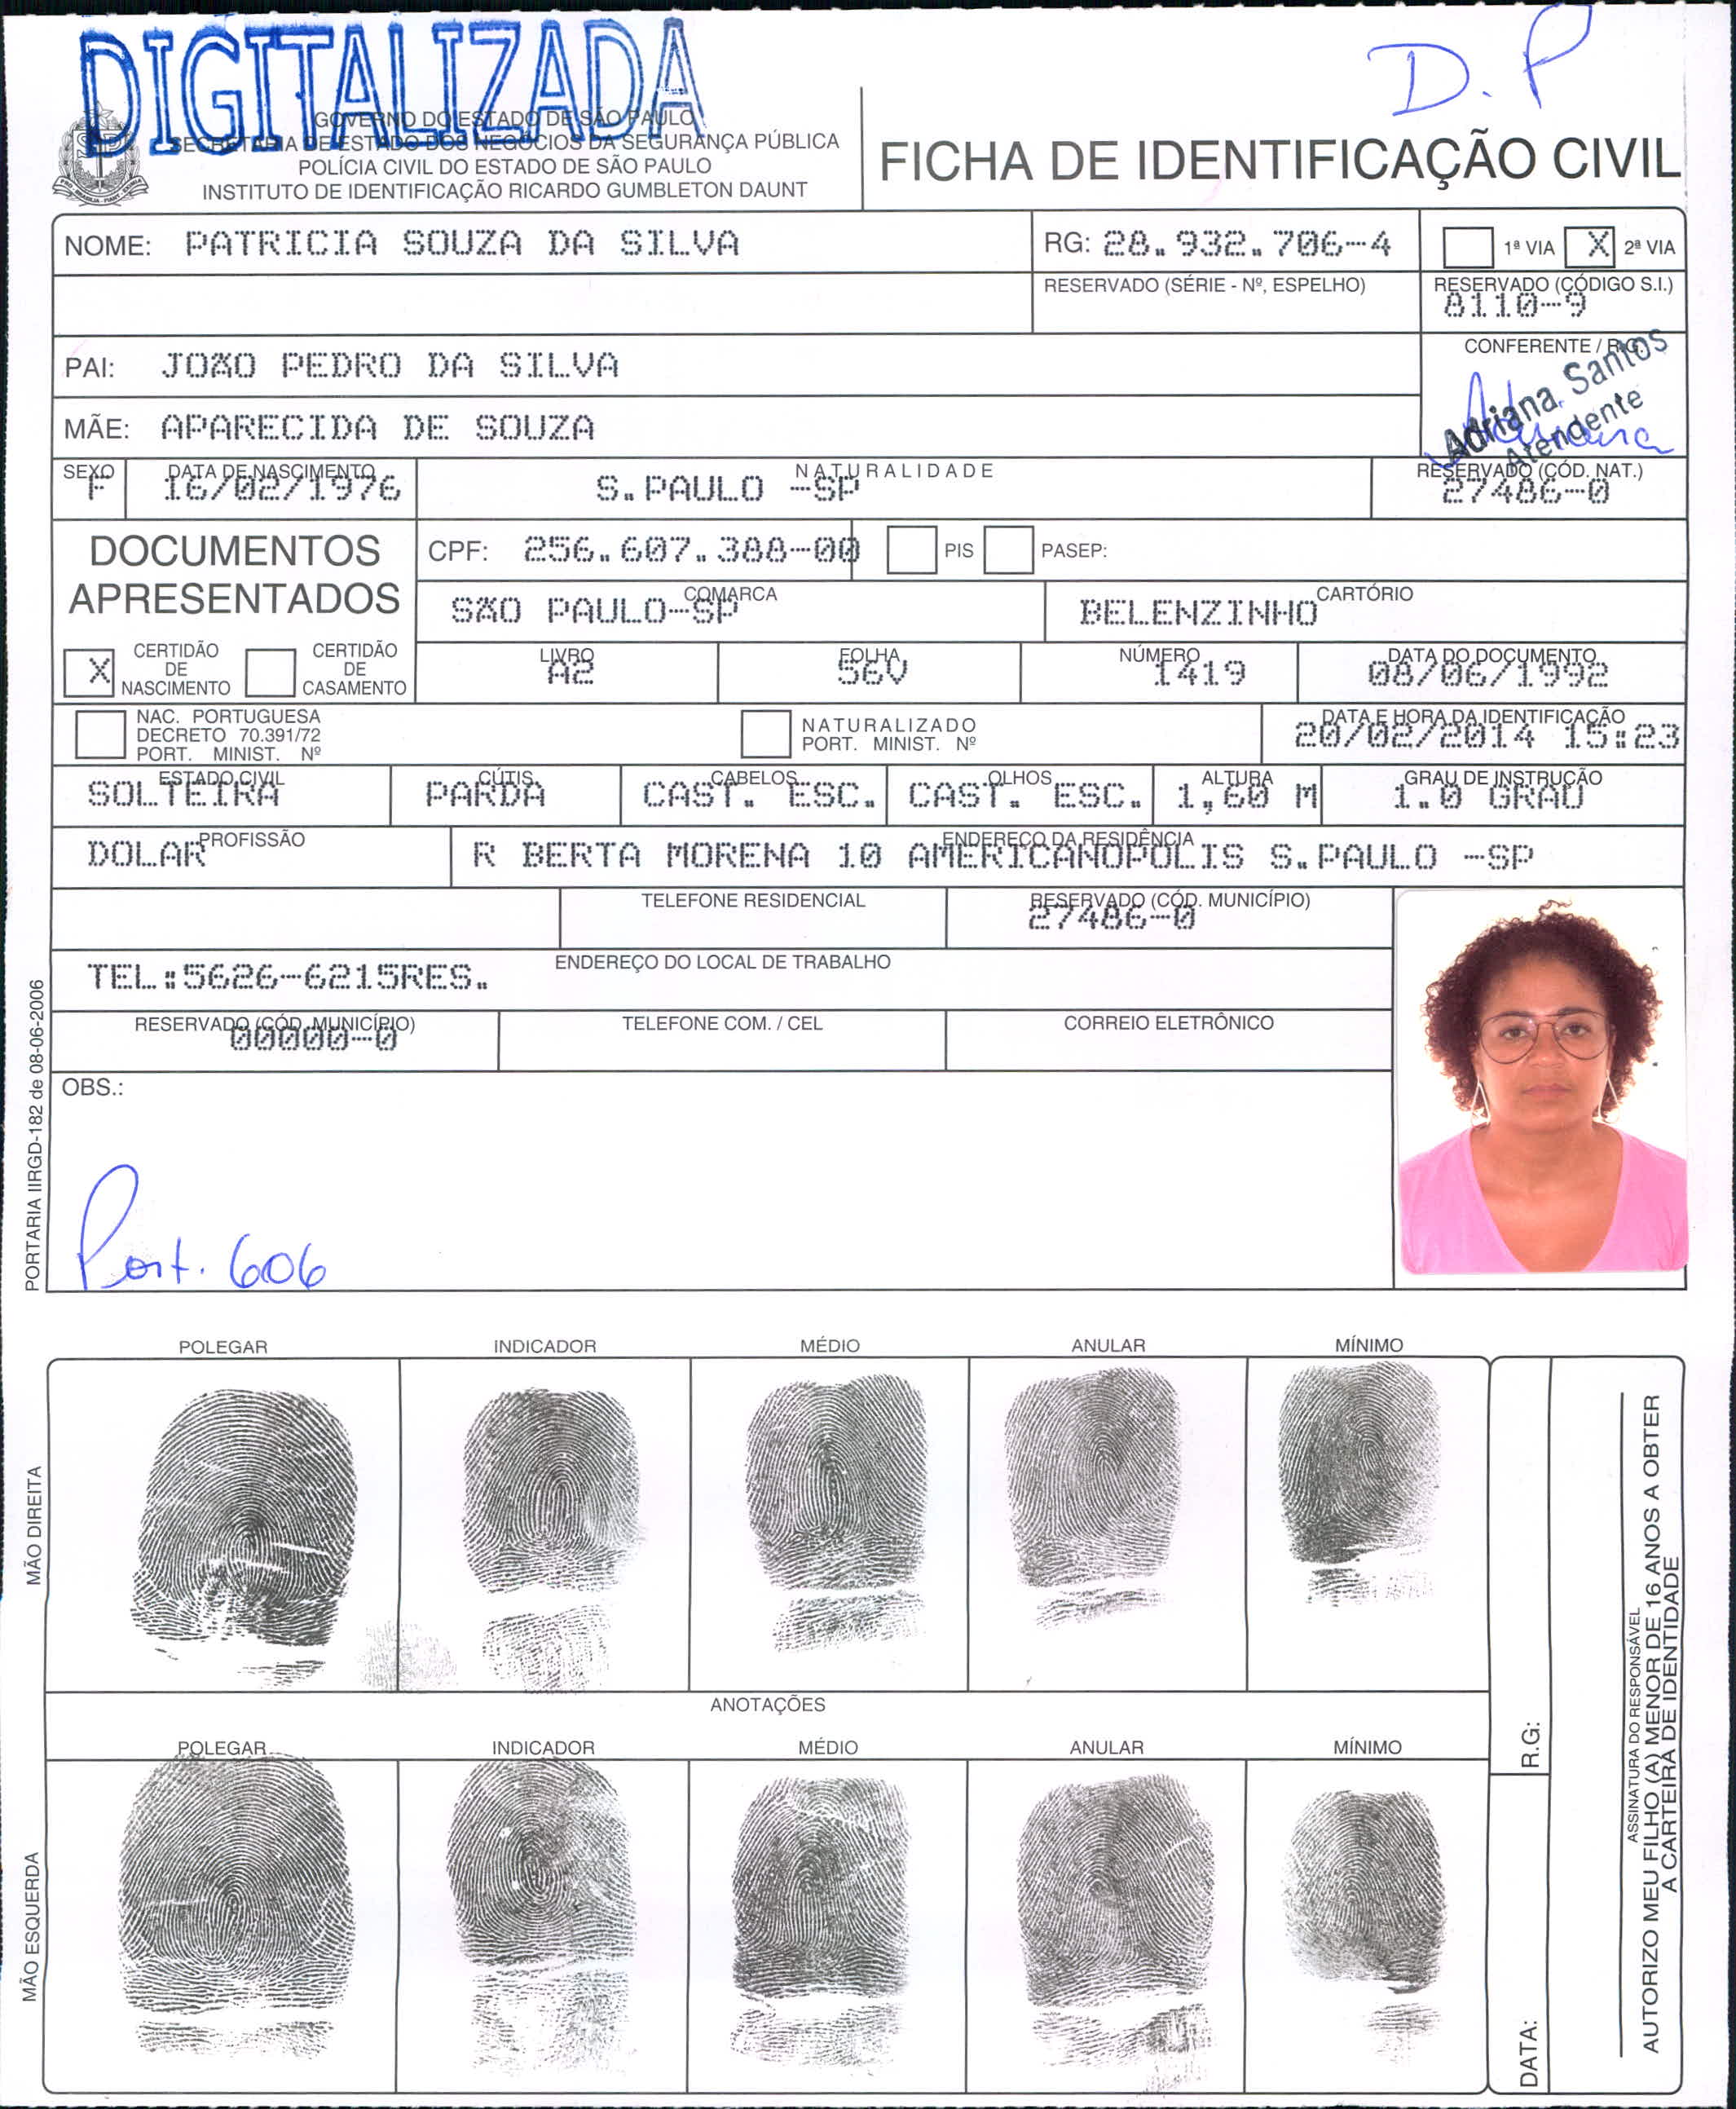 DIGITALIZADA
D.P
GOVERNO DO ESTADO DE SÃO PAULO
SECRETARIA DE ESTADO DOS NEGÓCIOS DA SEGURANÇA PÚBLICA
POLÍCIA CIVIL DO ESTADO DE SÃO PAULO
INSTITUTO DE IDENTIFICAÇÃO RICARDO GUMBLETON DAUNT
FICHA DE IDENTIFICAÇÃO CIVIL
NOME: PATRICIA SOUZA DA SILVA
RG: 28.932.706-4
1ª VIA X 2ª VIA
RESERVADO (SÉRIE - Nº, ESPELHO)
RESERVADO (CÓDIGO S.I.)
8110-9
PAI: JOÃO PEDRO DA SILVA
CONFERENTE / R.G.
Adriana Santos
Atendente
MÃE: APARECIDA DE SOUZA
SEXO
F
DATA DE NASCIMENTO
16/02/1976
NATURALIDADE
S.PAULO -SP
RESERVADO (CÓD. NAT.)
27486-0
DOCUMENTOS
APRESENTADOS
CPF: 256.607.388-00
PIS
PASEP:
COMARCA
SÃO PAULO-SP
CARTÓRIO
BELENZINHO
X CERTIDÃO
DE
NASCIMENTO
CERTIDÃO
DE
CASAMENTO
LIVRO
A2
FOLHA
56V
NÚMERO
1419
DATA DO DOCUMENTO
08/06/1992
NAC. PORTUGUESA
DECRETO 70.391/72
PORT. MINIST. Nº
NATURALIZADO
PORT. MINIST. Nº
DATA E HORA DA IDENTIFICAÇÃO
20/02/2014 15:23
ESTADO CIVIL
SOLTEIRA
CÚTIS
PARDA
CABELOS
CAST. ESC.
OLHOS
CAST. ESC.
ALTURA
1,60 M
GRAU DE INSTRUÇÃO
1.0 GRAU
PROFISSÃO
DOLAR
ENDEREÇO DA RESIDÊNCIA
R BERTA MORENA 10 AMERICANOPOLIS S.PAULO -SP
TELEFONE RESIDENCIAL
RESERVADO (CÓD. MUNICÍPIO)
27486-0
ENDEREÇO DO LOCAL DE TRABALHO
TEL:5626-6215RES.
RESERVADO (CÓD. MUNICÍPIO)
00000-0
TELEFONE COM. / CEL
CORREIO ELETRÔNICO
OBS.:
Port. 606
PORTARIA IIRGD-182 de 08-06-2006
POLEGAR INDICADOR MÉDIO ANULAR MÍNIMO
MÃO DIREITA
ANOTAÇÕES
POLEGAR INDICADOR MÉDIO ANULAR MÍNIMO
MÃO ESQUERDA
R.G:
DATA:
ASSINATURA DO RESPONSÁVEL
AUTORIZO MEU FILHO (A) MENOR DE 16 ANOS A OBTER
A CARTEIRA DE IDENTIDADE